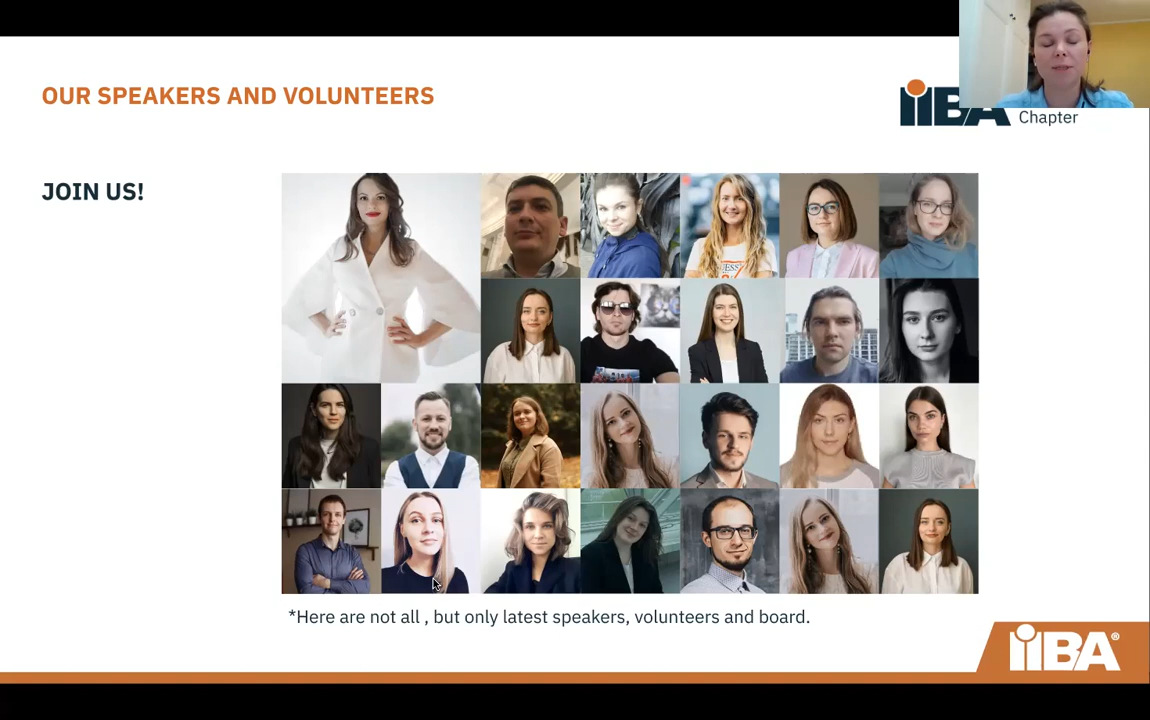 OUR SPEAKERS AND VOLUNTEERS
iiBA
Chapter
JOIN US!
*Here are not all , but only latest speakers, volunteers and board.
iiBA®